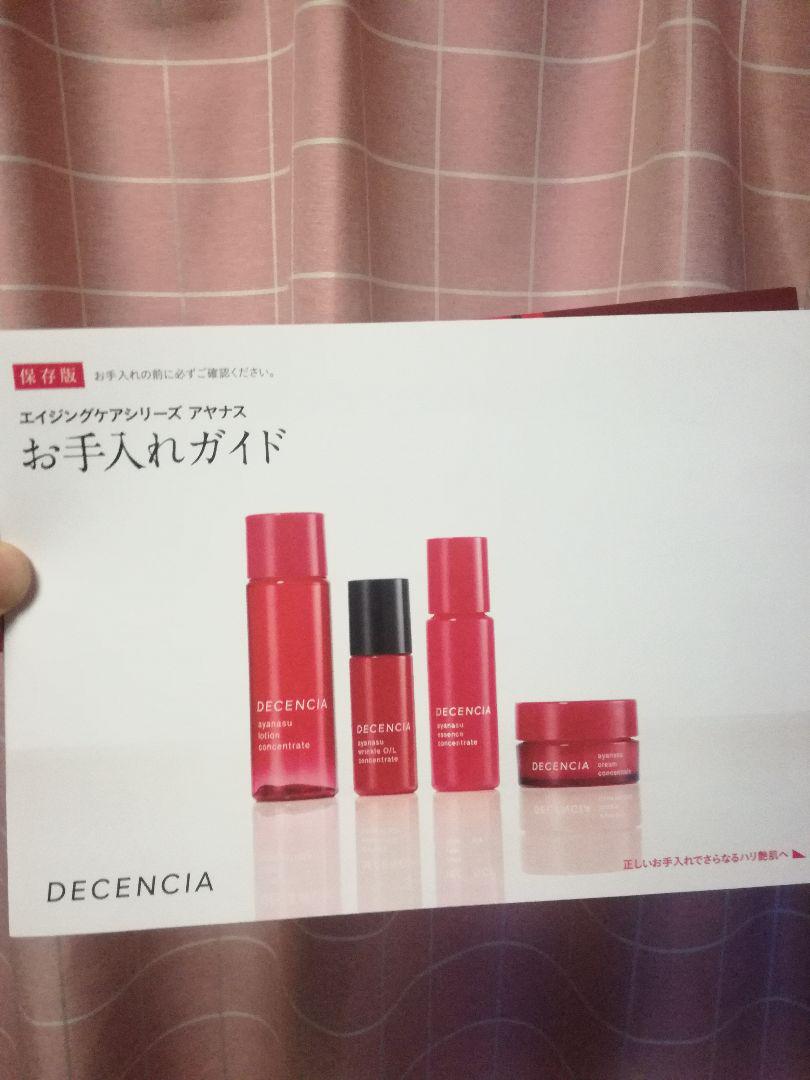 保存版 お手入れの前に必ずご確認ください。
エイジングケアシリーズ アヤナス
お手入れガイド
DECENCIA
ayanasu
lotion
concentrate
DECENCIA
ayanasu
wrinkle O/L
concentrate
DECENCIA
ayanasu
essence
concentrate
DECENCIA
ayanasu
cream
concentrate
正しいお手入れでさらなるハリ艶肌へ
DECENCIA